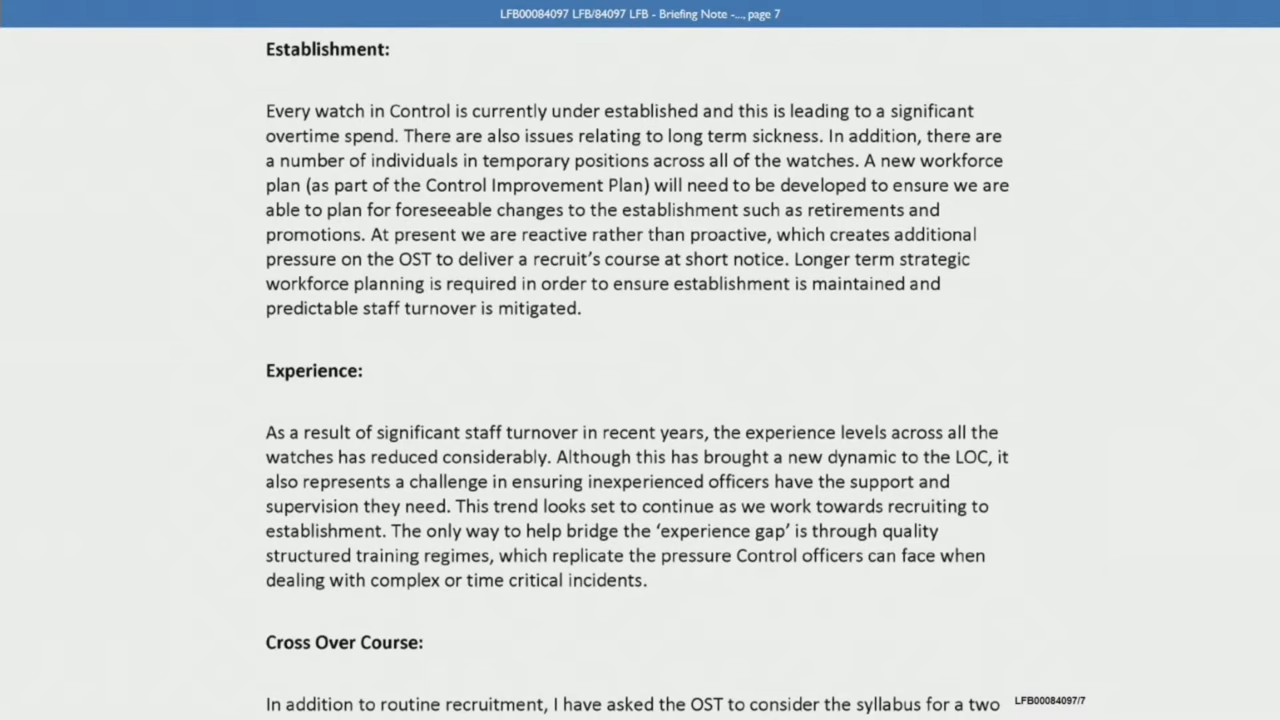 LFB00084097 LFB/84097 LFB - Briefing Note -..., page 7
Establishment:
Every watch in Control is currently under established and this is leading to a significant
overtime spend. There are also issues relating to long term sickness. In addition, there are
a number of individuals in temporary positions across all of the watches. A new workforce
plan (as part of the Control Improvement Plan) will need to be developed to ensure we are
able to plan for foreseeable changes to the establishment such as retirements and
promotions. At present we are reactive rather than proactive, which creates additional
pressure on the OST to deliver a recruit’s course at short notice. Longer term strategic
workforce planning is required in order to ensure establishment is maintained and
predictable staff turnover is mitigated.
Experience:
As a result of significant staff turnover in recent years, the experience levels across all the
watches has reduced considerably. Although this has brought a new dynamic to the LOC, it
also represents a challenge in ensuring inexperienced officers have the support and
supervision they need. This trend looks set to continue as we work towards recruiting to
establishment. The only way to help bridge the ‘experience gap’ is through quality
structured training regimes, which replicate the pressure Control officers can face when
dealing with complex or time critical incidents.
Cross Over Course:
In addition to routine recruitment, I have asked the OST to consider the syllabus for a two
LFB00084097/7